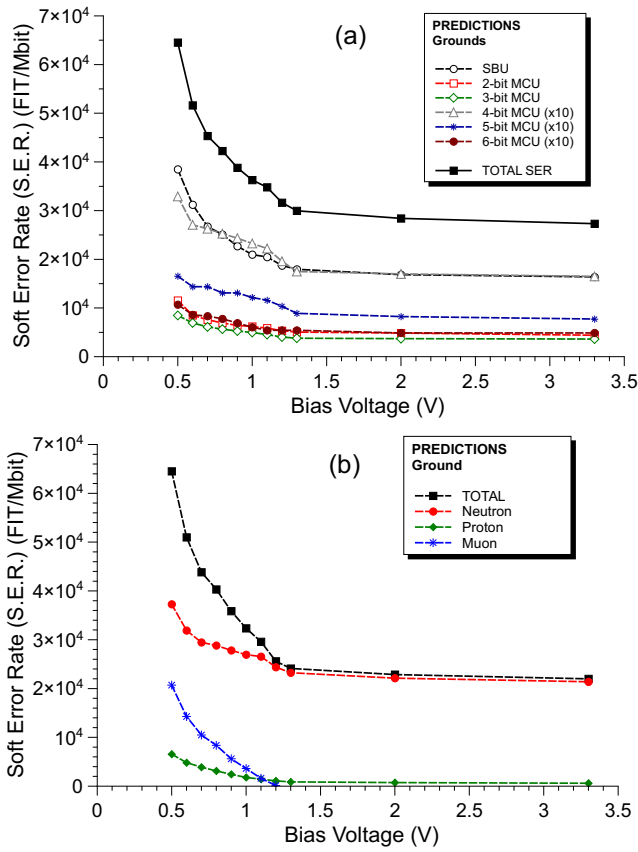 (a)
PREDICTIONS
Grounds
SBU
2-bit MCU
3-bit MCU
4-bit MCU (x10)
5-bit MCU (x10)
6-bit MCU (x10)
TOTAL SER
Soft Error Rate (S.E.R.) (FIT/Mbit)
7×10⁴
6×10⁴
5×10⁴
4×10⁴
3×10⁴
2×10⁴
10⁴
0
0 0.5 1 1.5 2 2.5 3 3.5
Bias Voltage (V)
(b)
PREDICTIONS
Ground
TOTAL
Neutron
Proton
Muon
Soft Error Rate (S.E.R.) (FIT/Mbit)
7×10⁴
6×10⁴
5×10⁴
4×10⁴
3×10⁴
2×10⁴
10⁴
0
0 0.5 1 1.5 2 2.5 3 3.5
Bias Voltage (V)